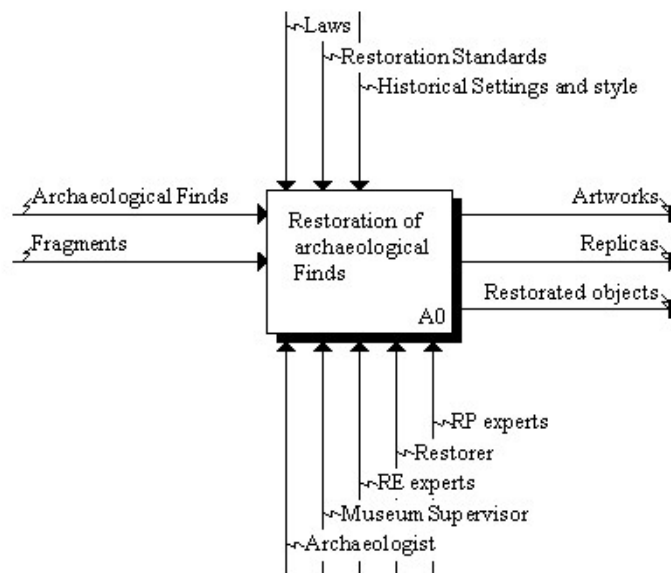 Laws
Restoration Standards
Historical Settings and style
Archaeological Finds
Fragments
Restoration of
archaeological
Finds
A0
Artworks
Replicas
Restorated objects
RP experts
Restorer
RE experts
Museum Supervisor
Archaeologist